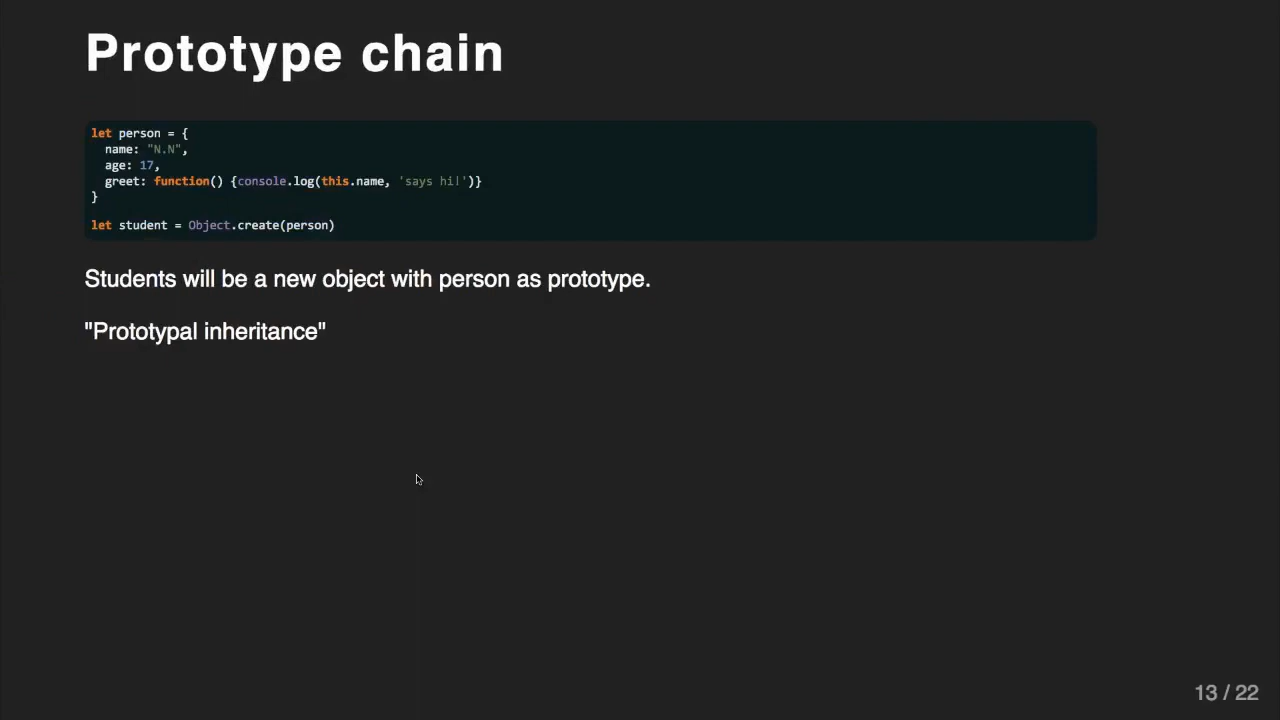 Prototype chain
let person = {
  name: "N.N",
  age: 17,
  greet: function() {console.log(this.name, 'says hi!')}
}
let student = Object.create(person)
Students will be a new object with person as prototype.
"Prototypal inheritance"
13 / 22